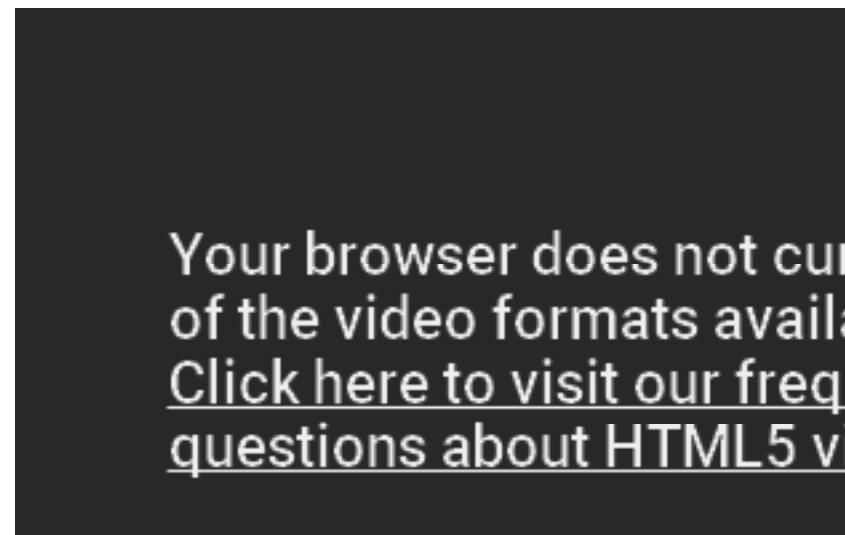 Your browser does not cur
of the video formats availa
Click here to visit our freq
questions about HTML5 vi